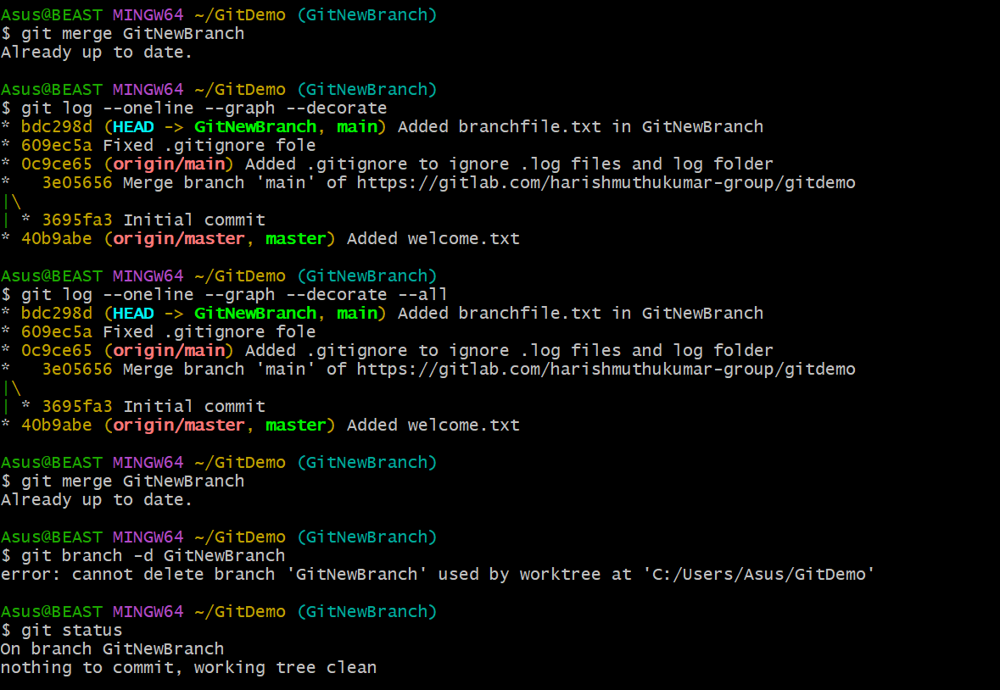 Asus@BEAST MINGW64 ~/GitDemo (GitNewBranch)
$ git merge GitNewBranch
Already up to date.

Asus@BEAST MINGW64 ~/GitDemo (GitNewBranch)
$ git log --oneline --graph --decorate
* bdc298d (HEAD -> GitNewBranch, main) Added branchfile.txt in GitNewBranch
* 609ec5a Fixed .gitignore fole
* 0c9ce65 (origin/main) Added .gitignore to ignore .log files and log folder
*   3e05656 Merge branch 'main' of https://gitlab.com/harishmuthukumar-group/gitdemo
|\
| * 3695fa3 Initial commit
* 40b9abe (origin/master, master) Added welcome.txt

Asus@BEAST MINGW64 ~/GitDemo (GitNewBranch)
$ git log --oneline --graph --decorate --all
* bdc298d (HEAD -> GitNewBranch, main) Added branchfile.txt in GitNewBranch
* 609ec5a Fixed .gitignore fole
* 0c9ce65 (origin/main) Added .gitignore to ignore .log files and log folder
*   3e05656 Merge branch 'main' of https://gitlab.com/harishmuthukumar-group/gitdemo
|\
| * 3695fa3 Initial commit
* 40b9abe (origin/master, master) Added welcome.txt

Asus@BEAST MINGW64 ~/GitDemo (GitNewBranch)
$ git merge GitNewBranch
Already up to date.

Asus@BEAST MINGW64 ~/GitDemo (GitNewBranch)
$ git branch -d GitNewBranch
error: cannot delete branch 'GitNewBranch' used by worktree at 'C:/Users/Asus/GitDemo'

Asus@BEAST MINGW64 ~/GitDemo (GitNewBranch)
$ git status
On branch GitNewBranch
nothing to commit, working tree clean